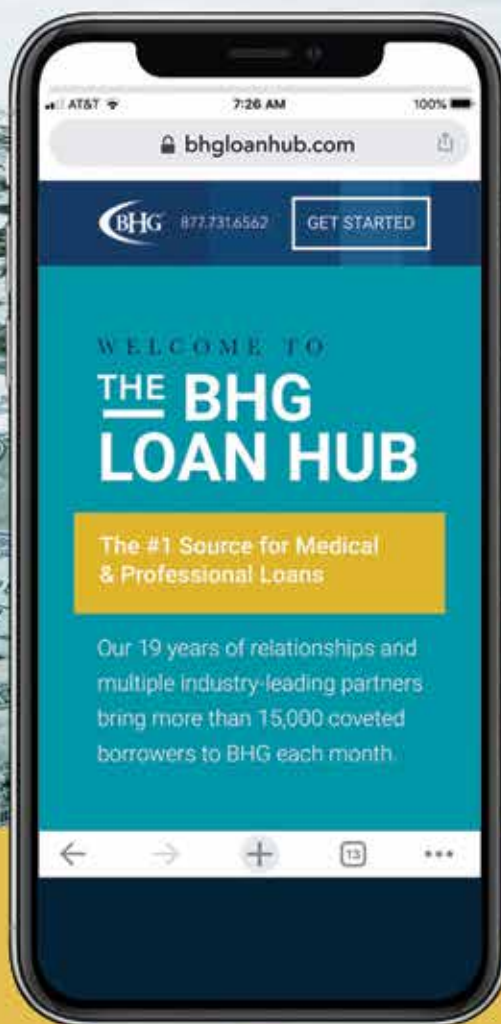 AT&T 7:26 AM 100%
bhgloanhub.com
BHG 877.731.6562 GET STARTED
WELCOME TO
THE BHG
LOAN HUB
The #1 Source for Medical
& Professional Loans
Our 19 years of relationships and
multiple industry-leading partners
bring more than 15,000 coveted
borrowers to BHG each month.
13